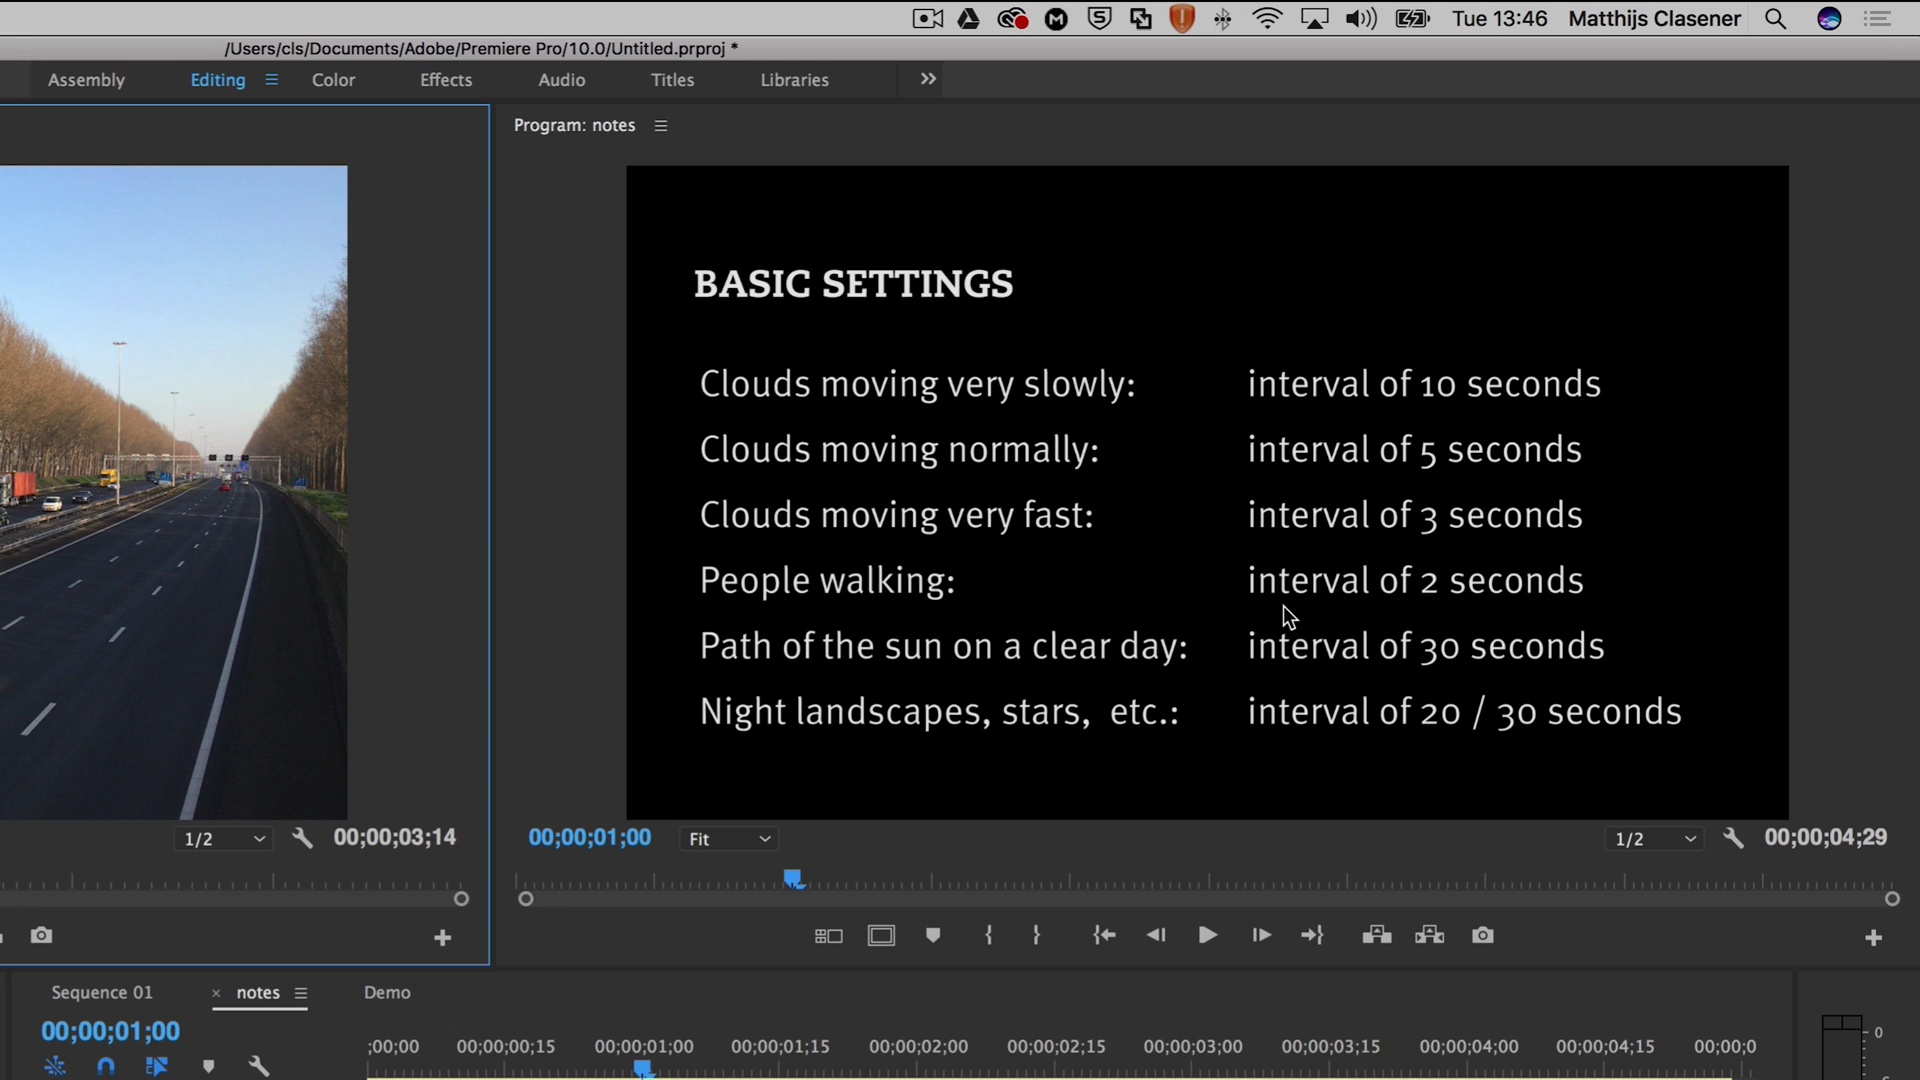 Tue 13:46 Matthijs Clasener
/Users/cls/Documents/Adobe/Premiere Pro/10.0/Untitled.prproj *
Assembly Editing Color Effects Audio Titles Libraries
Program: notes
BASIC SETTINGS
Clouds moving very slowly: interval of 10 seconds
Clouds moving normally: interval of 5 seconds
Clouds moving very fast: interval of 3 seconds
People walking: interval of 2 seconds
Path of the sun on a clear day: interval of 30 seconds
Night landscapes, stars, etc.: interval of 20 / 30 seconds
1/2 00;00;03;14 00;00;01;00 Fit 1/2 00;00;04;29
Sequence 01 × notes Demo
00;00;01;00
;00;00 00;00;00;15 00;00;01;00 00;00;01;15 00;00;02;00 00;00;02;15 00;00;03;00 00;00;03;15 00;00;04;00 00;00;04;15 00;00;0
0